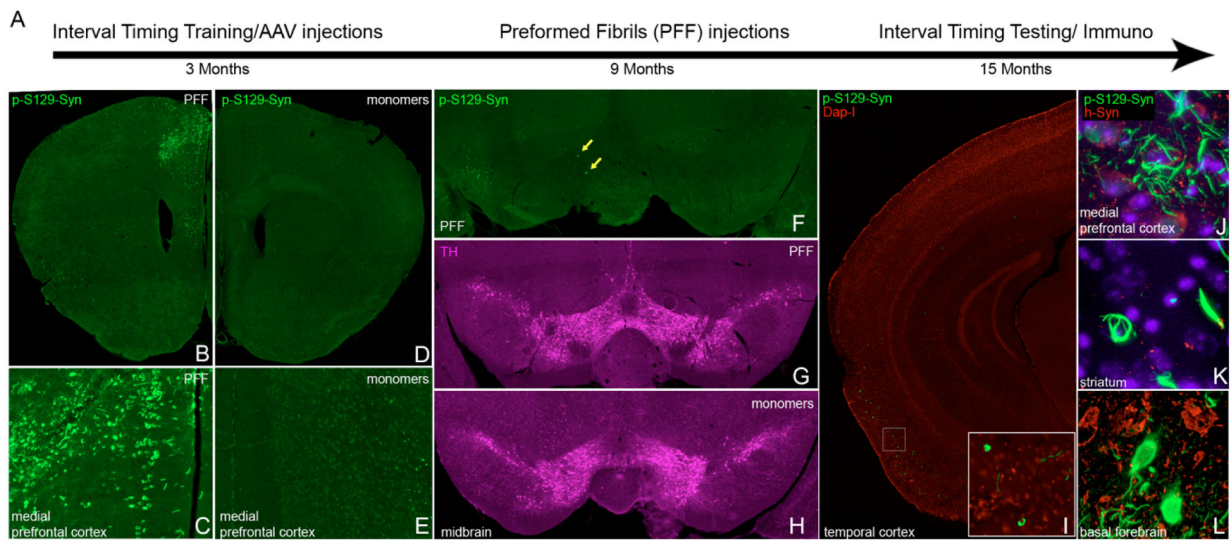 A
Interval Timing Training/AAV injections
Preformed Fibrils (PFF) injections
Interval Timing Testing/ Immuno
3 Months
9 Months
15 Months
p-S129-Syn
PFF
B
p-S129-Syn
monomers
D
PFF
medial
prefrontal cortex
C
monomers
medial
prefrontal cortex
E
p-S129-Syn
PFF
F
TH
PFF
G
monomers
midbrain
H
p-S129-Syn
Dap-I
temporal cortex
I
p-S129-Syn
h-Syn
medial
prefrontal cortex
J
striatum
K
basal forebrain
L